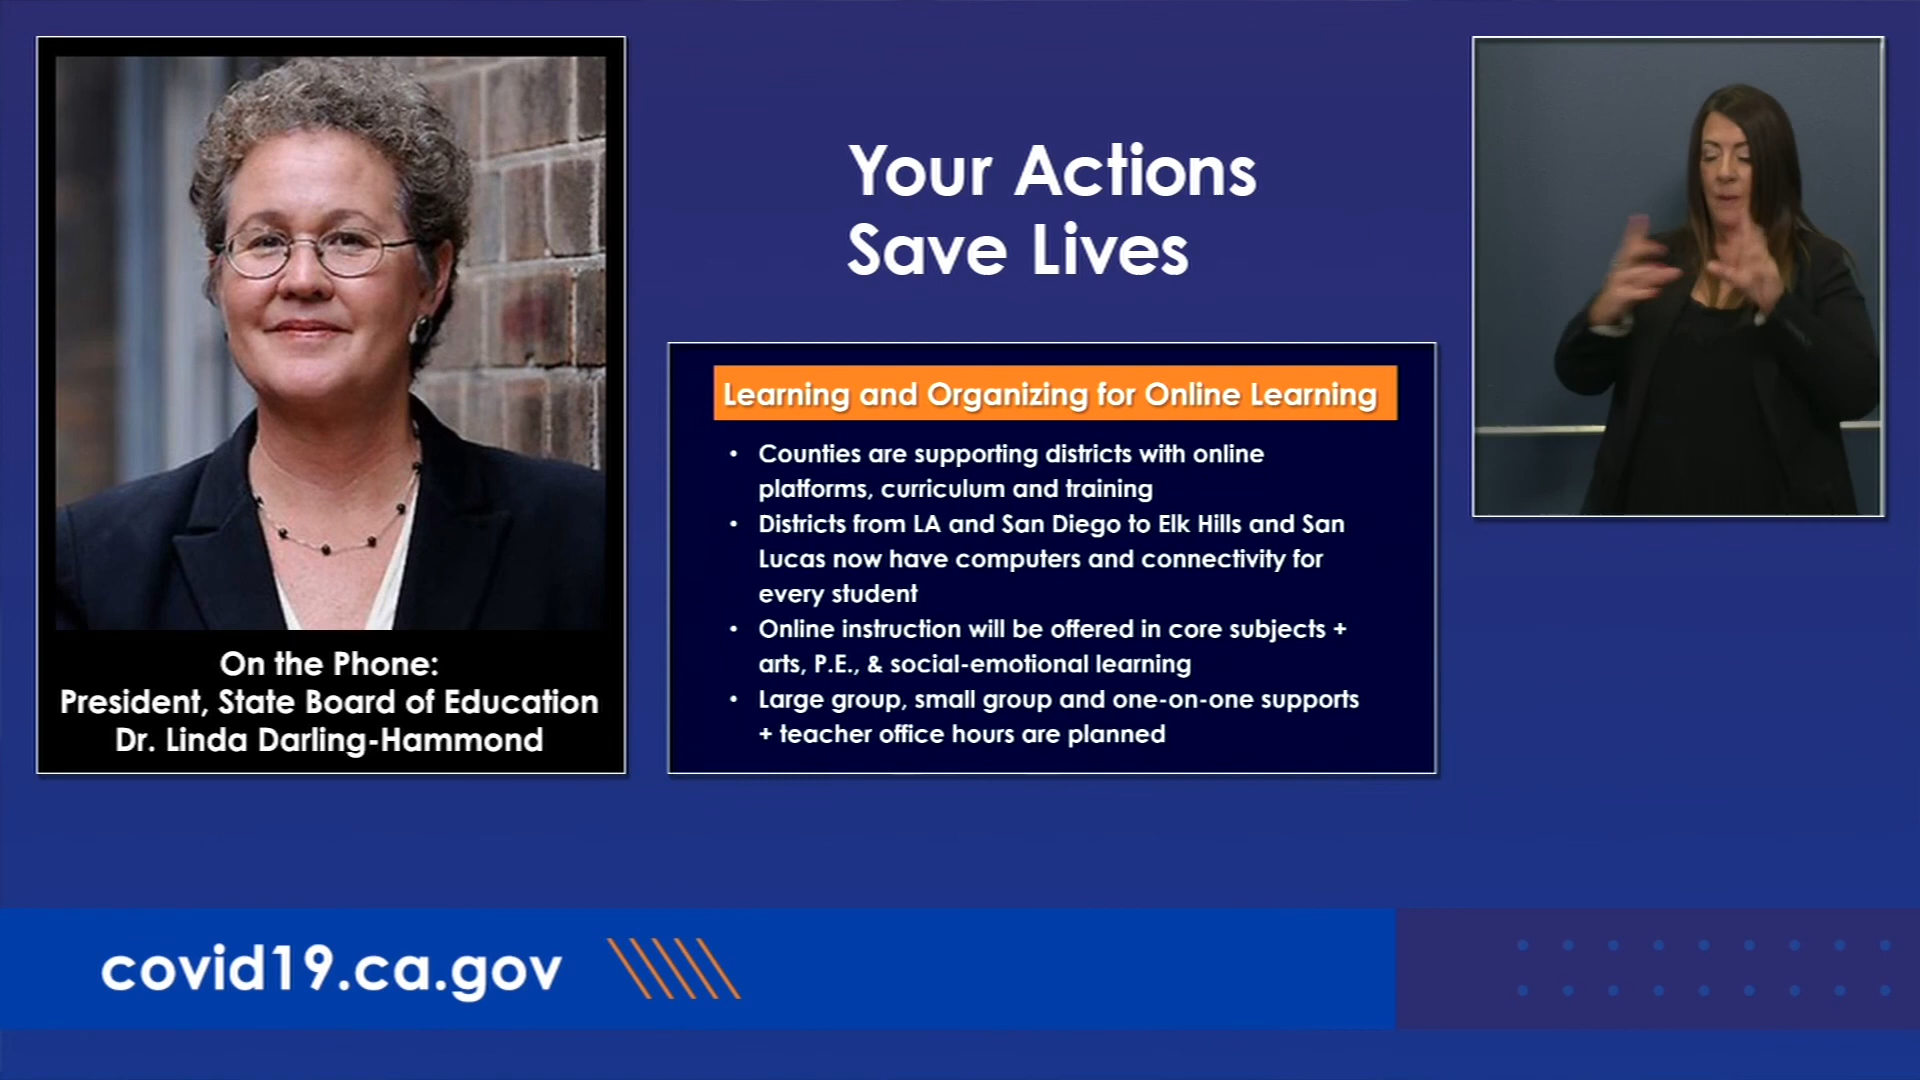 Your Actions
Save Lives
On the Phone:
President, State Board of Education
Dr. Linda Darling-Hammond
Learning and Organizing for Online Learning
• Counties are supporting districts with online
platforms, curriculum and training
• Districts from LA and San Diego to Elk Hills and San
Lucas now have computers and connectivity for
every student
• Online instruction will be offered in core subjects +
arts, P.E., & social-emotional learning
• Large group, small group and one-on-one supports
+ teacher office hours are planned
covid19.ca.gov